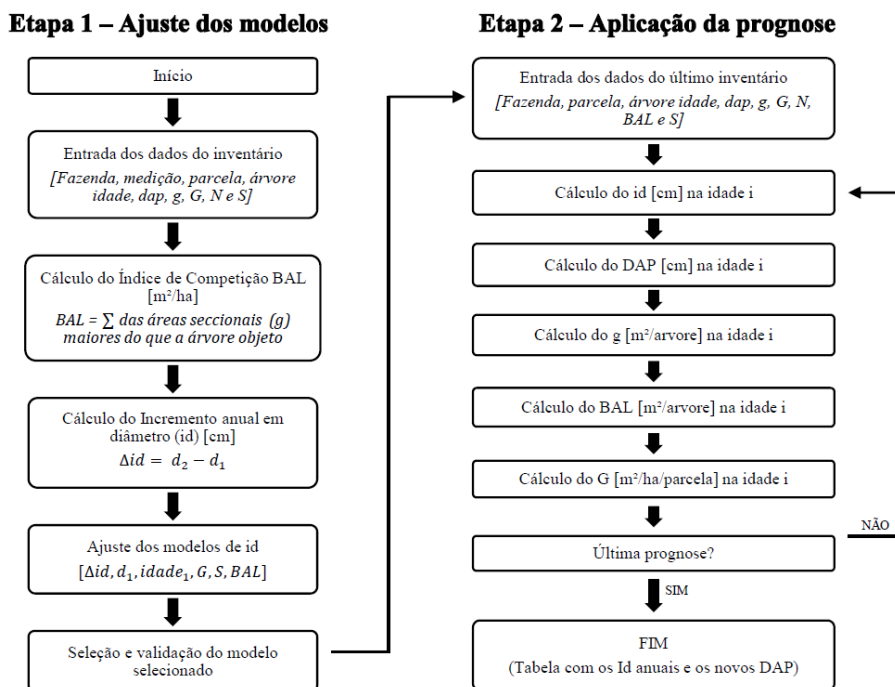 Etapa 1 – Ajuste dos modelos
Início
Entrada dos dados do inventário
[Fazenda, medição, parcela, árvore
idade, dap, g, G, N e S]
Cálculo do Índice de Competição BAL
[m²/ha]
BAL = ∑ das áreas seccionais (g)
maiores do que a árvore objeto
Cálculo do Incremento anual em
diâmetro (id) [cm]
Δid = d₂ − d₁
Ajuste dos modelos de id
[Δid, d₁, idade₁, G, S, BAL]
Seleção e validação do modelo
selecionado
Etapa 2 – Aplicação da prognose
Entrada dos dados do último inventário
[Fazenda, parcela, árvore idade, dap, g, G, N,
BAL e S]
Cálculo do id [cm] na idade i
Cálculo do DAP [cm] na idade i
Cálculo do g [m²/arvore] na idade i
Cálculo do BAL [m²/arvore] na idade i
Cálculo do G [m²/ha/parcela] na idade i
Última prognose?
NÃO
SIM
FIM
(Tabela com os Id anuais e os novos DAP)